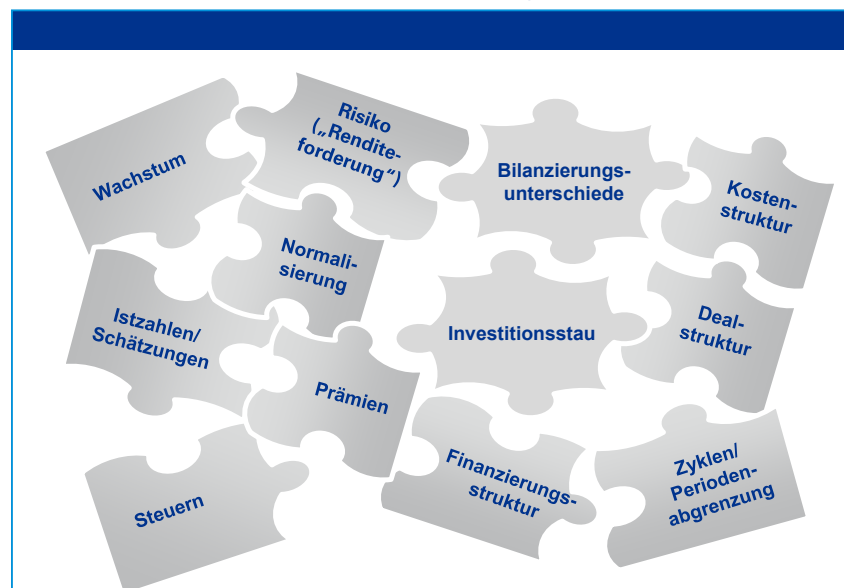 Wachstum
Risiko
(„Rendite-
forderung“)
Bilanzierungs-
unterschiede
Kosten-
struktur
Normali-
sierung
Istzahlen/
Schätzungen
Prämien
Investitionsstau
Deal-
struktur
Steuern
Finanzierungs-
struktur
Zyklen/
Perioden-
abgrenzung